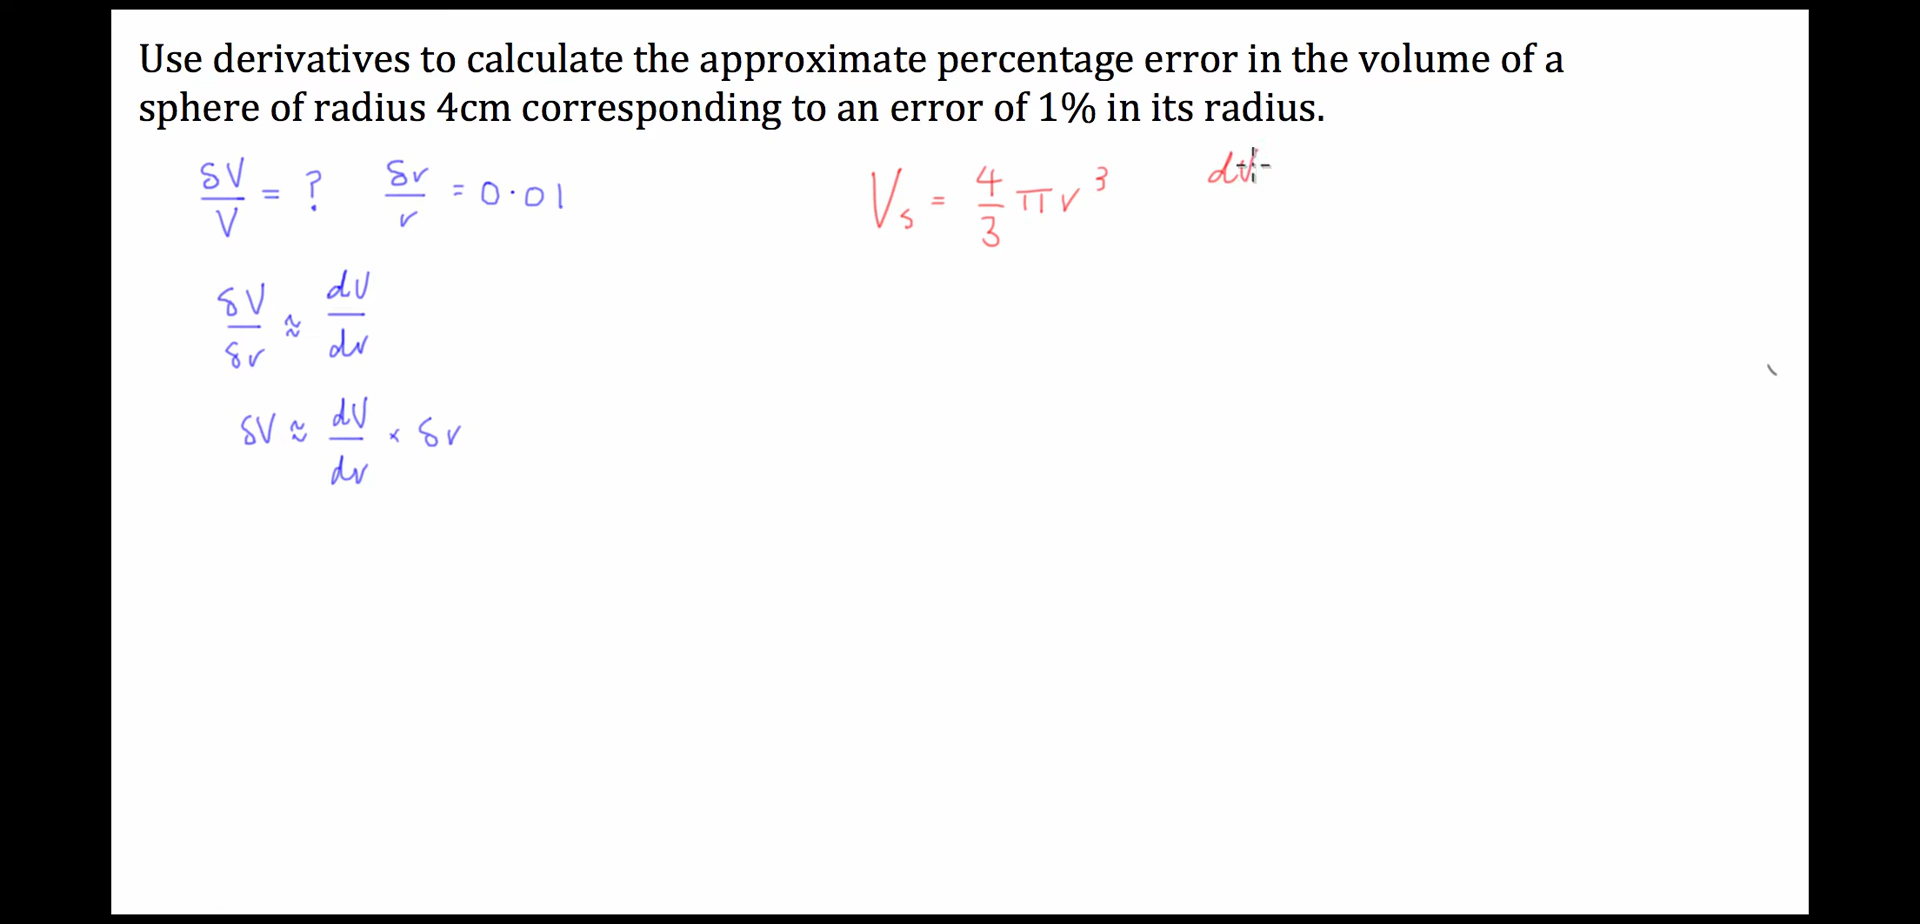 Use derivatives to calculate the approximate percentage error in the volume of a
sphere of radius 4cm corresponding to an error of 1% in its radius.
δV/V = ? δr/r = 0.01
V_s = 4/3 πr³ dV
δV/δr ≈ dV/dr
δV ≈ dV/dr × δr